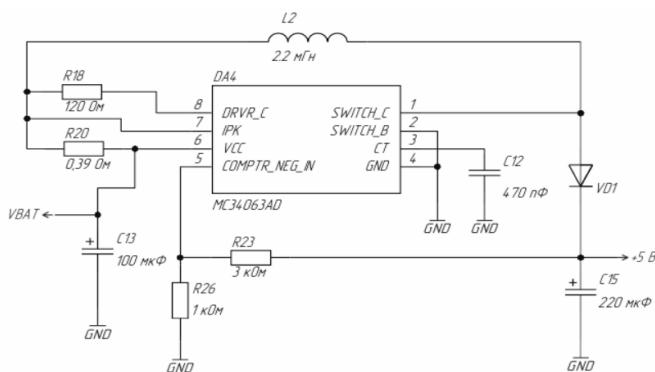 L2
2.2 мГн
R18
120 Ом
DA4
8 DRVR_C SWITCH_C 1
7 IPK SWITCH_B 2
R20
0,39 Ом
6 VCC CT 3
5 COMPTR_NEG_IN GND 4
MC34063AD
C12
470 пФ
VD1
VBAT
C13
100 мкФ
GND
GND
R23
3 кОм
+5 В
R26
1 кОм
C15
220 мкФ
GND
GND
GND